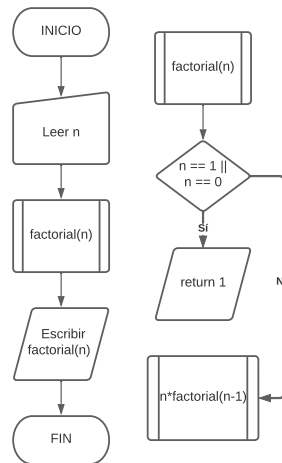 INICIO
Leer n
factorial(n)
Escribir
factorial(n)
FIN
factorial(n)
n == 1 ||
n == 0
Sí
return 1
N
n*factorial(n-1)